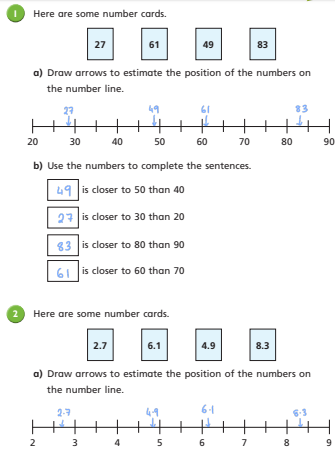 1 Here are some number cards.
27 61 49 83
a) Draw arrows to estimate the position of the numbers on
the number line.
27 49 61 83
20 30 40 50 60 70 80 90
b) Use the numbers to complete the sentences.
49 is closer to 50 than 40
27 is closer to 30 than 20
83 is closer to 80 than 90
61 is closer to 60 than 70
2 Here are some number cards.
2.7 6.1 4.9 8.3
a) Draw arrows to estimate the position of the numbers on
the number line.
2.7 4.9 6.1 8.3
2 3 4 5 6 7 8 9